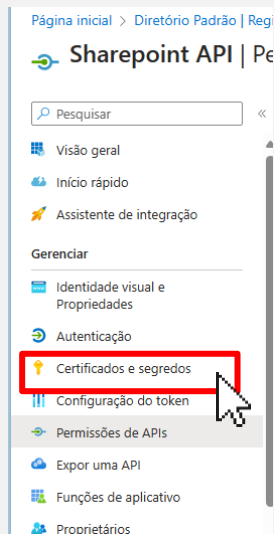 Página inicial > Diretório Padrão | Regi
Sharepoint API | Pe
Pesquisar
Visão geral
Início rápido
Assistente de integração
Gerenciar
Identidade visual e
Propriedades
Autenticação
Certificados e segredos
Configuração do token
Permissões de APIs
Expor uma API
Funções de aplicativo
Proprietários